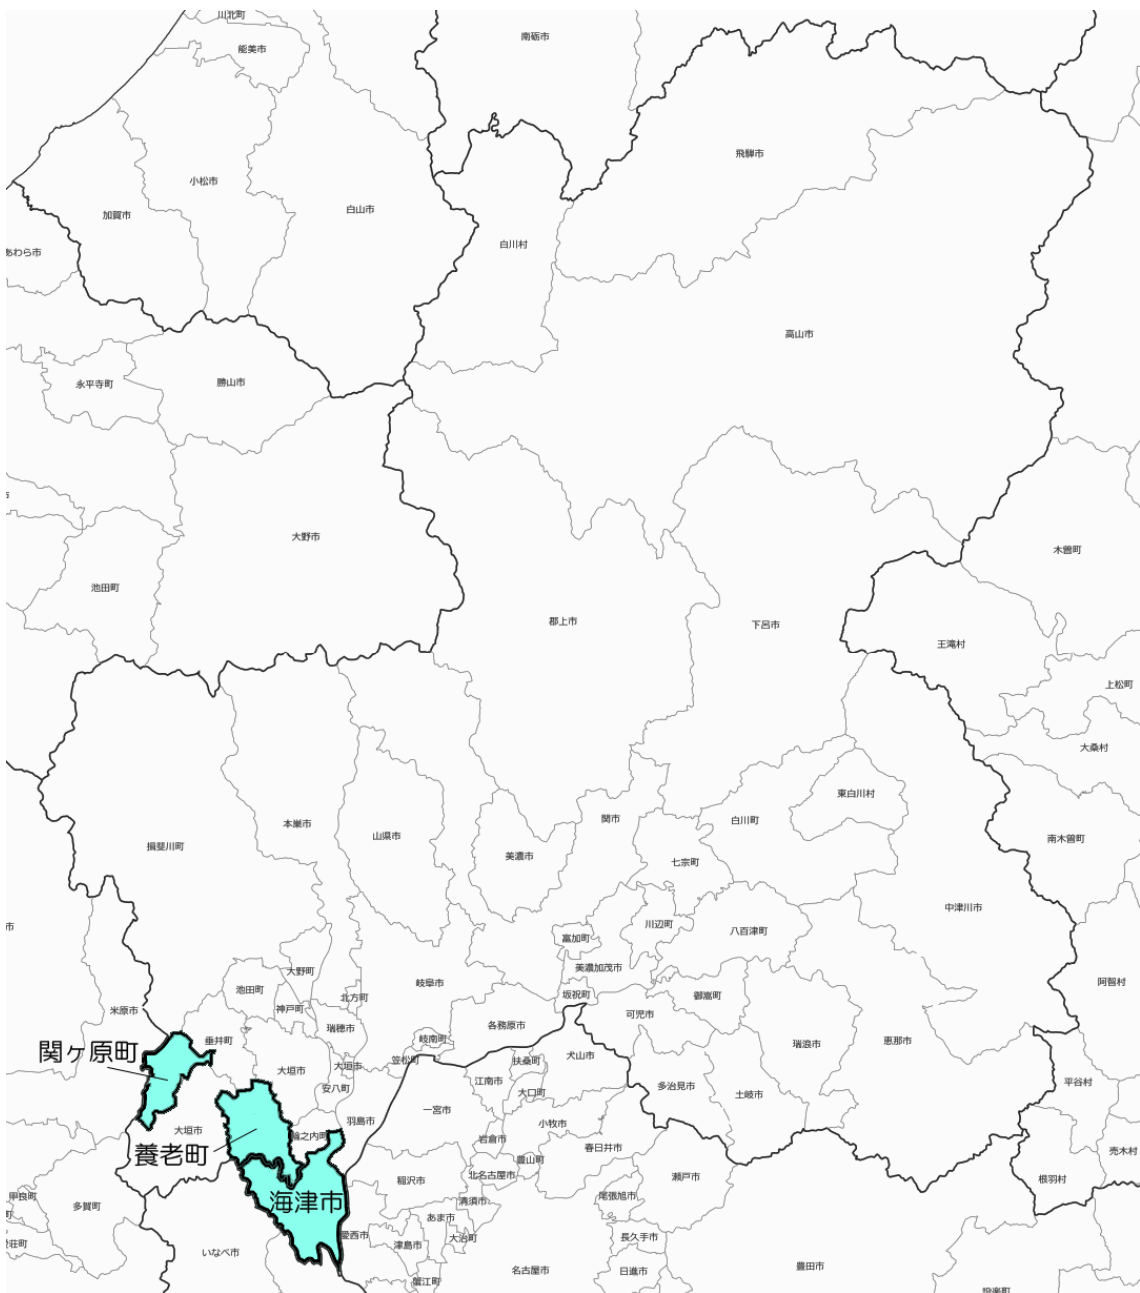 川北町
南砺市
能美市
飛騨市
小松市
白山市
加賀市
白川村
あわら市
高山市
永平寺町
勝山市
大野市
木曽町
池田町
郡上市
下呂市
王滝村
上松町
大桑村
東白川村
本巣市
山県市
関市
白川町
南木曽町
揖斐川町
美濃市
七宗町
中津川市
市
川辺町
八百津町
富加町
美濃加茂市
大野町
阿智村
池田町
岐阜市
北方町
坂祝町
御嵩町
米原市
神戸町
可児市
瑞穂市
各務原市
垂井町
岐南町
恵那市
瑞浪市
関ヶ原町
笠松町
扶桑町
犬山市
大垣市
大垣市
江南市
平谷村
安八町
多治見市
大口町
土岐市
一宮市
羽島市
小牧市
大垣市
輪之内町
岩倉市
春日井市
養老町
豊山町
売木村
北名古屋市
瀬戸市
根羽村
稲沢市
甲良町
尾張旭市
海津市
清須市
多賀町
あま市
愛西市
大治町
長久手市
津島市
いなべ市
名古屋市
日進市
豊田市
蟹江町